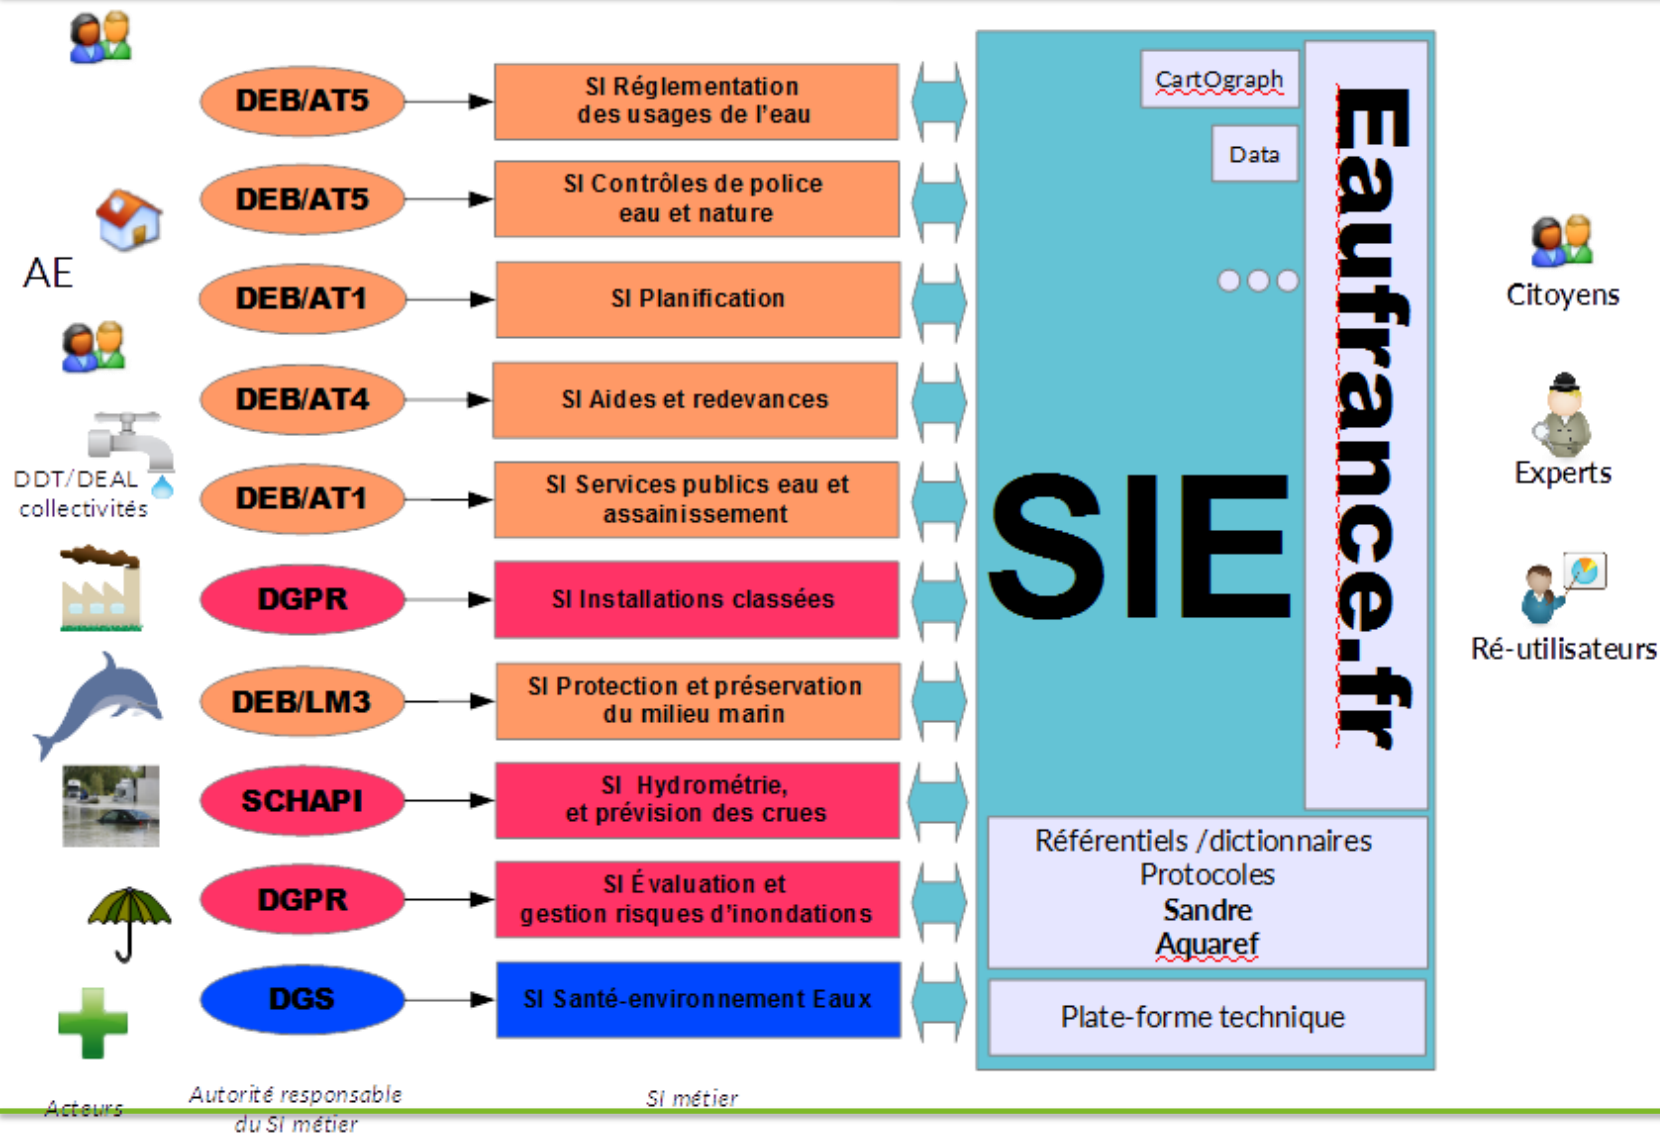 DEB/AT5
SI Réglementation
des usages de l'eau
DEB/AT5
SI Contrôles de police
eau et nature
AE
DEB/AT1
SI Planification
DEB/AT4
SI Aides et redevances
DDT/DEAL
collectivités
DEB/AT1
SI Services publics eau et
assainissement
DGPR
SI Installations classées
DEB/LM3
SI Protection et préservation
du milieu marin
SCHAPI
SI Hydrométrie,
et prévision des crues
DGPR
SI Évaluation et
gestion risques d'inondations
DGS
SI Santé-environnement Eaux
Acteurs
Autorité responsable
du SI métier
SI métier
CartOgraph
Data
SIE
Eaufrance.fr
Référentiels /dictionnaires
Protocoles
Sandre
Aquaref
Plate-forme technique
Citoyens
Experts
Ré-utilisateurs